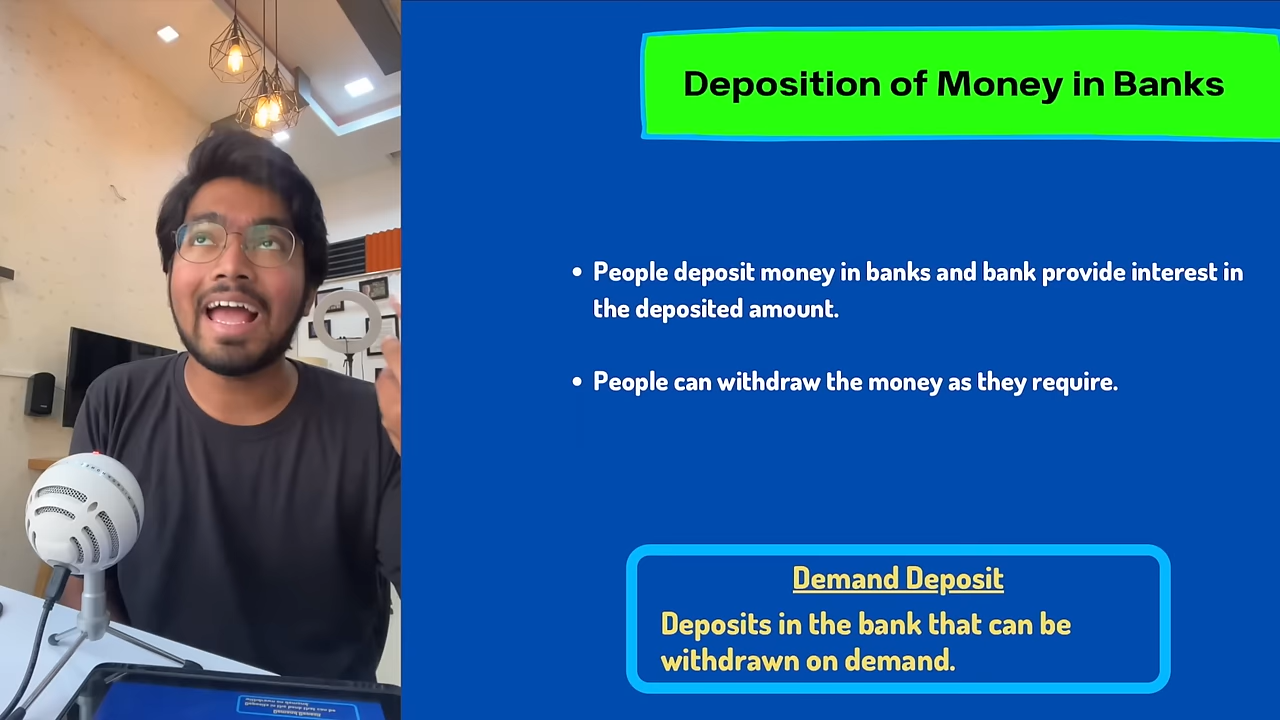 Deposition of Money in Banks
• People deposit money in banks and bank provide interest in
the deposited amount.
• People can withdraw the money as they require.
Demand Deposit
Deposits in the bank that can be
withdrawn on demand.